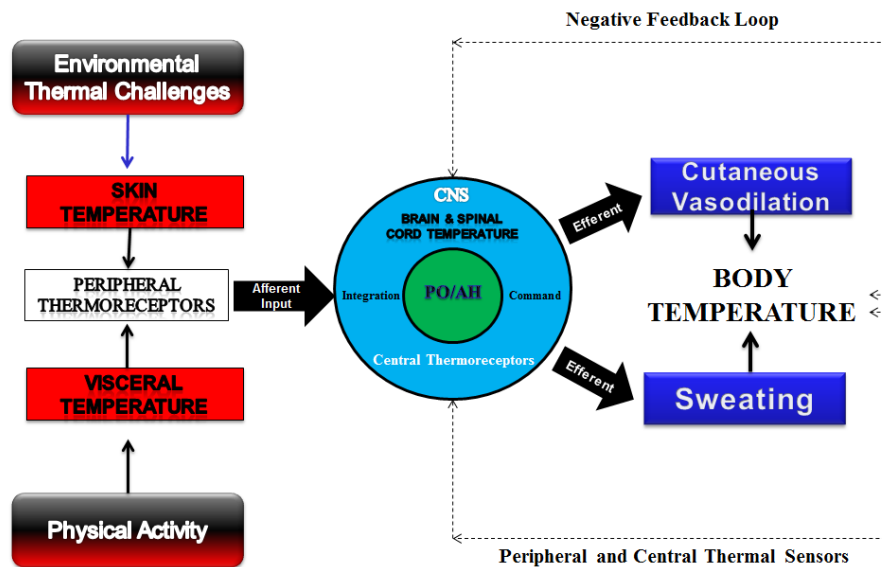 Negative Feedback Loop
Environmental
Thermal Challenges
SKIN
TEMPERATURE
PERIPHERAL
THERMORECEPTORS
VISCERAL
TEMPERATURE
Physical Activity
Afferent
Input
CNS
BRAIN & SPINAL
CORD TEMPERATURE
Integration
PO/AH
Command
Central Thermoreceptors
Efferent
Efferent
Cutaneous
Vasodilation
BODY
TEMPERATURE
Sweating
Peripheral and Central Thermal Sensors